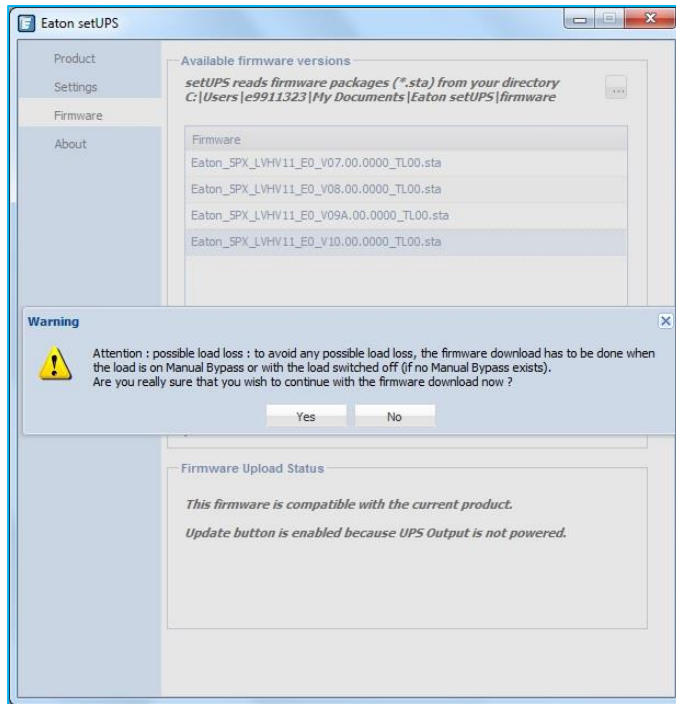 Eaton setUPS
Product
Settings
Firmware
About
Available firmware versions
setUPS reads firmware packages (*.sta) from your directory
C:\Users\e9911323\My Documents\Eaton setUPS\firmware
...
Firmware
Eaton_5PX_LVHV11_E0_V07.00.0000_TL00.sta
Eaton_5PX_LVHV11_E0_V08.00.0000_TL00.sta
Eaton_5PX_LVHV11_E0_V09A.00.0000_TL00.sta
Eaton_5PX_LVHV11_E0_V10.00.0000_TL00.sta
Warning
Attention : possible load loss : to avoid any possible load loss, the firmware download has to be done when
the load is on Manual Bypass or with the load switched off (if no Manual Bypass exists).
Are you really sure that you wish to continue with the firmware download now ?
Yes No
Firmware Upload Status
This firmware is compatible with the current product.
Update button is enabled because UPS Output is not powered.